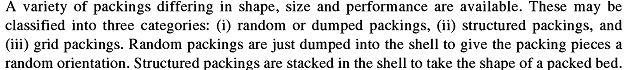 A variety of packings differing in shape, size and performance are available. These may be
classified into three categories: (i) random or dumped packings, (ii) structured packings, and
(iii) grid packings. Random packings are just dumped into the shell to give the packing pieces a
random orientation. Structured packings are stacked in the shell to take the shape of a packed bed.